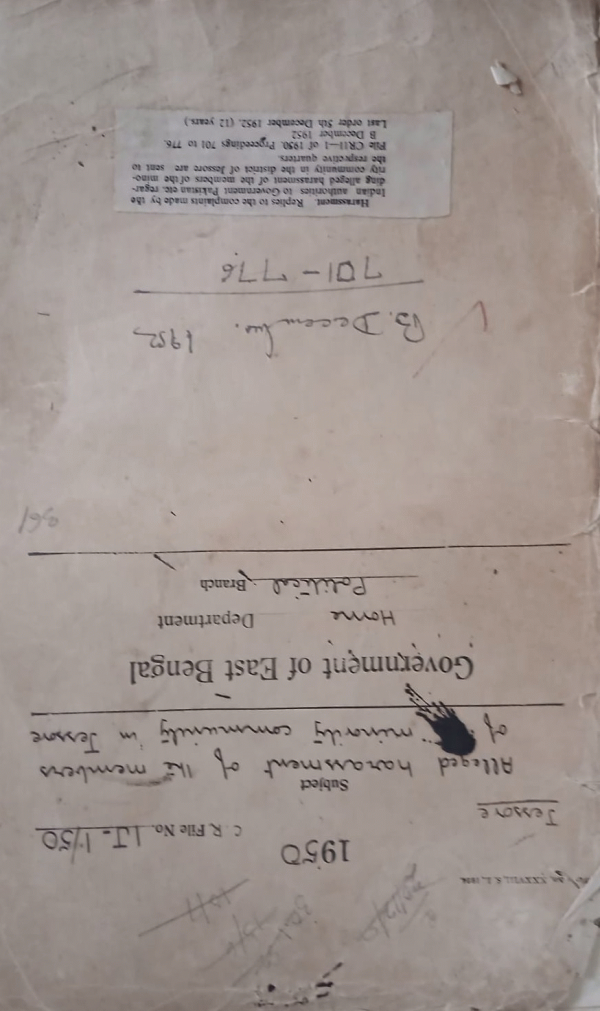 1950
Jessore
C. R. File No. 1J-1/50
Subject
Alleged harassment of the members
of minority community in Jessore
Government of East Bengal
Home Department
Political Branch
B. December. 1952
701-776
Harassment. Replies to the complaints made by the
Indian authorities to Government Pakistan etc. regar-
ding alleged harassment of the members of the mino-
rity community in the district of Jessore are sent to
the respective quarters.
File CR1J—1 of 1950. Proceedings 701 to 776.
B December 1952
Last order 5th December 1952. (12 years.)